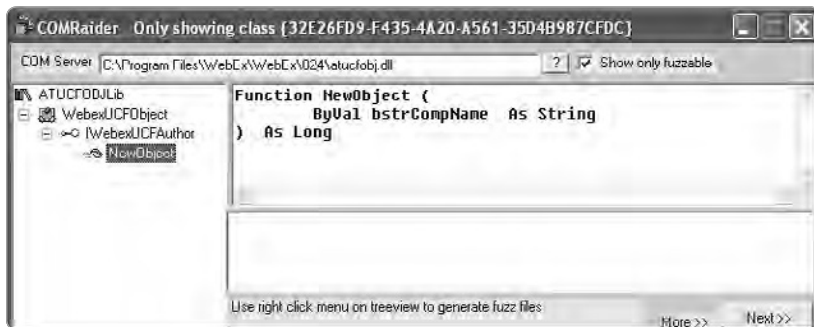 COMRaider Only showing class {32E26FD9-F435-4A20-A561-35D4B987CFDC}
COM Server C:\Program Files\WebEx\WebEx\024\atucfobj.dll ? Show only fuzzable
ATUCFOBJLib
WebexUCFObject
IWebexUCFAuthor
NewObject
Function NewObject (
ByVal bstrCompName As String
) As Long
Use right click menu on treeview to generate fuzz files
More >> Next >>